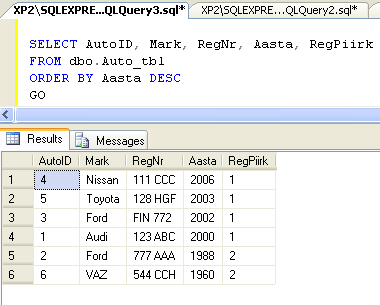 XP2\SQLEXPRE...QLQuery3.sql* XP2\SQLEXPRE...QLQuery2.sql*
SELECT AutoID, Mark, RegNr, Aasta, RegPiirk
FROM dbo.Auto_tbl
ORDER BY Aasta DESC
GO
Results Messages
AutoID Mark RegNr Aasta RegPiirk
1 4 Nissan 111 CCC 2006 1
2 5 Toyota 128 HGF 2003 1
3 3 Ford FIN 772 2002 1
4 1 Audi 123 ABC 2000 1
5 2 Ford 777 AAA 1988 2
6 6 VAZ 544 CCH 1960 2